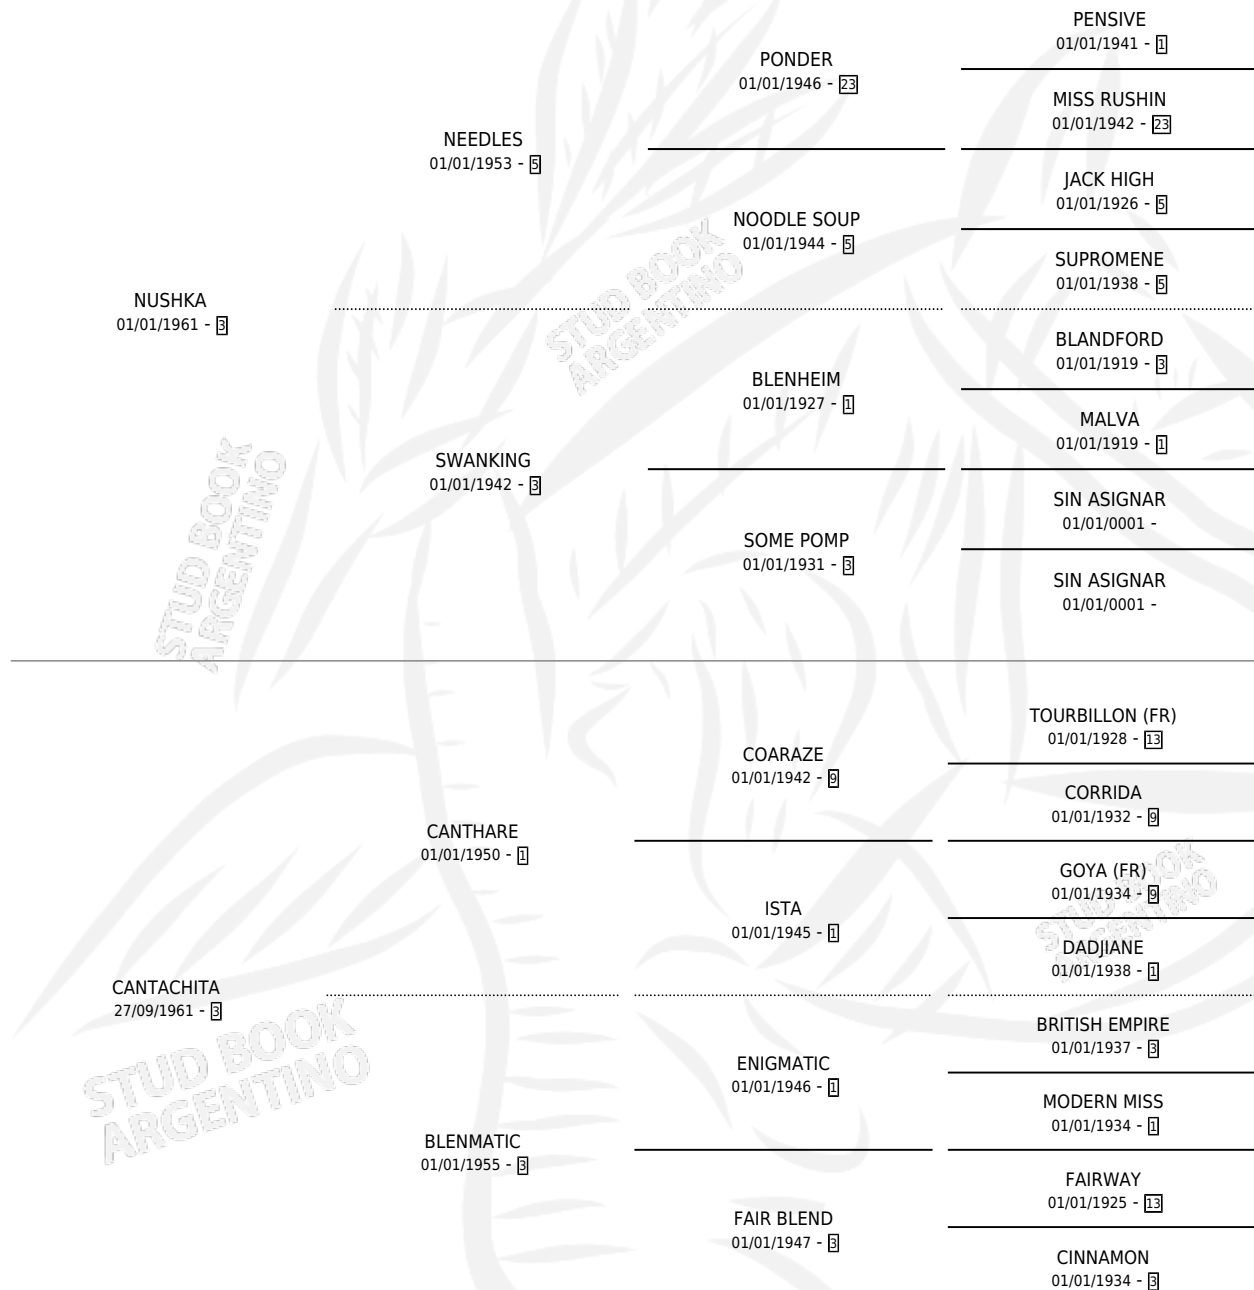 PENSIVE
01/01/1941 - 1
PONDER
01/01/1946 - 23
MISS RUSHIN
01/01/1942 - 23
NEEDLES
01/01/1953 - 5
JACK HIGH
01/01/1926 - 5
NOODLE SOUP
01/01/1944 - 5
SUPROMENE
01/01/1938 - 5
NUSHKA
01/01/1961 - 3
BLANDFORD
01/01/1919 - 3
BLENHEIM
01/01/1927 - 1
MALVA
01/01/1919 - 1
SWANKING
01/01/1942 - 3
SIN ASIGNAR
01/01/0001 -
SOME POMP
01/01/1931 - 3
SIN ASIGNAR
01/01/0001 -
STUD BOOK
ARGENTINO
STUD BOOK
ARGENTINO
TOURBILLON (FR)
01/01/1928 - 13
COARAZE
01/01/1942 - 9
CORRIDA
01/01/1932 - 9
CANTHARE
01/01/1950 - 1
GOYA (FR)
01/01/1934 - 9
ISTA
01/01/1945 - 1
DADJIANE
01/01/1938 - 1
CANTACHITA
27/09/1961 - 3
BRITISH EMPIRE
01/01/1937 - 3
ENIGMATIC
01/01/1946 - 1
MODERN MISS
01/01/1934 - 1
BLENMATIC
01/01/1955 - 3
FAIRWAY
01/01/1925 - 13
FAIR BLEND
01/01/1947 - 3
CINNAMON
01/01/1934 - 3
STUD BOOK
ARGENTINO
STUD BOOK
ARGENTINO